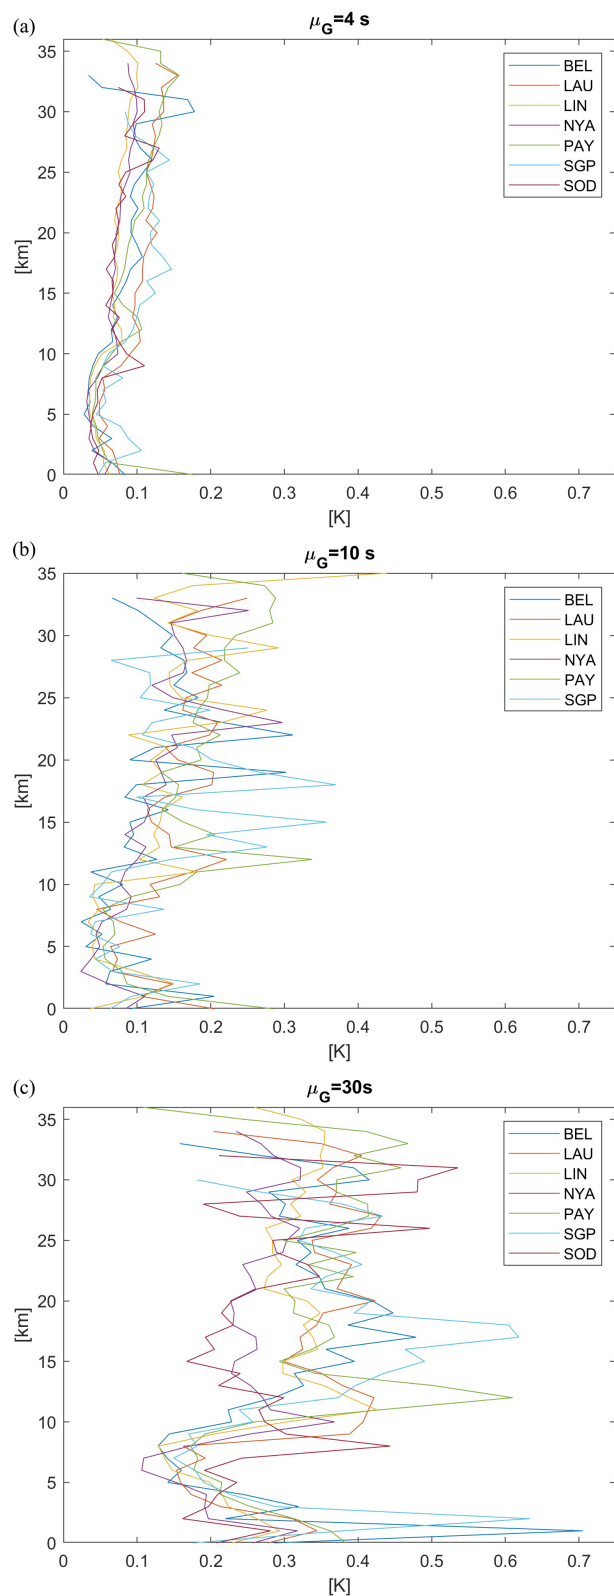 (a)
μG=4 s
35
30
25
20
15
10
5
0
[km]
0 0.1 0.2 0.3 0.4 0.5 0.6 0.7
[K]
BEL
LAU
LIN
NYA
PAY
SGP
SOD
(b)
μG=10 s
35
30
25
20
15
10
5
0
[km]
0 0.1 0.2 0.3 0.4 0.5 0.6 0.7
[K]
BEL
LAU
LIN
NYA
PAY
SGP
(c)
μG=30s
35
30
25
20
15
10
5
0
[km]
0 0.1 0.2 0.3 0.4 0.5 0.6 0.7
[K]
BEL
LAU
LIN
NYA
PAY
SGP
SOD